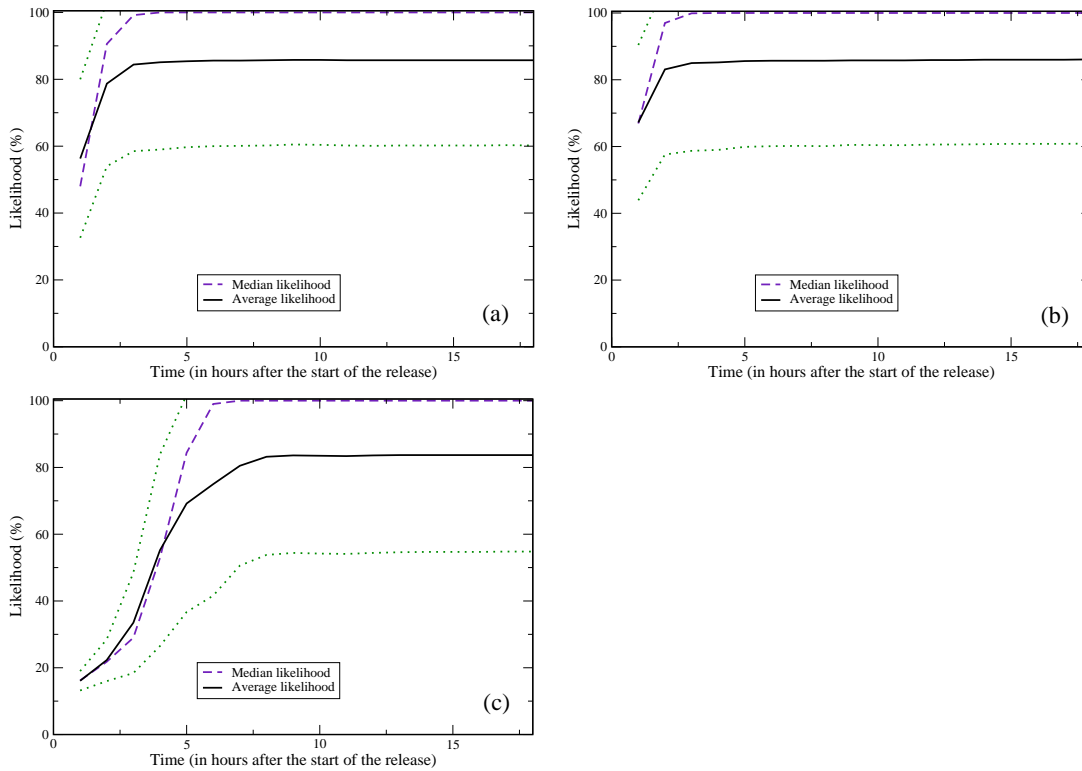 100
80
60
40
20
0
Likelihood (%)
Median likelihood
Average likelihood
(a)
0 5 10 15
Time (in hours after the start of the release)
100
80
60
40
20
0
Likelihood (%)
Median likelihood
Average likelihood
(b)
0 5 10 15
Time (in hours after the start of the release)
100
80
60
40
20
0
Likelihood (%)
Median likelihood
Average likelihood
(c)
0 5 10 15
Time (in hours after the start of the release)